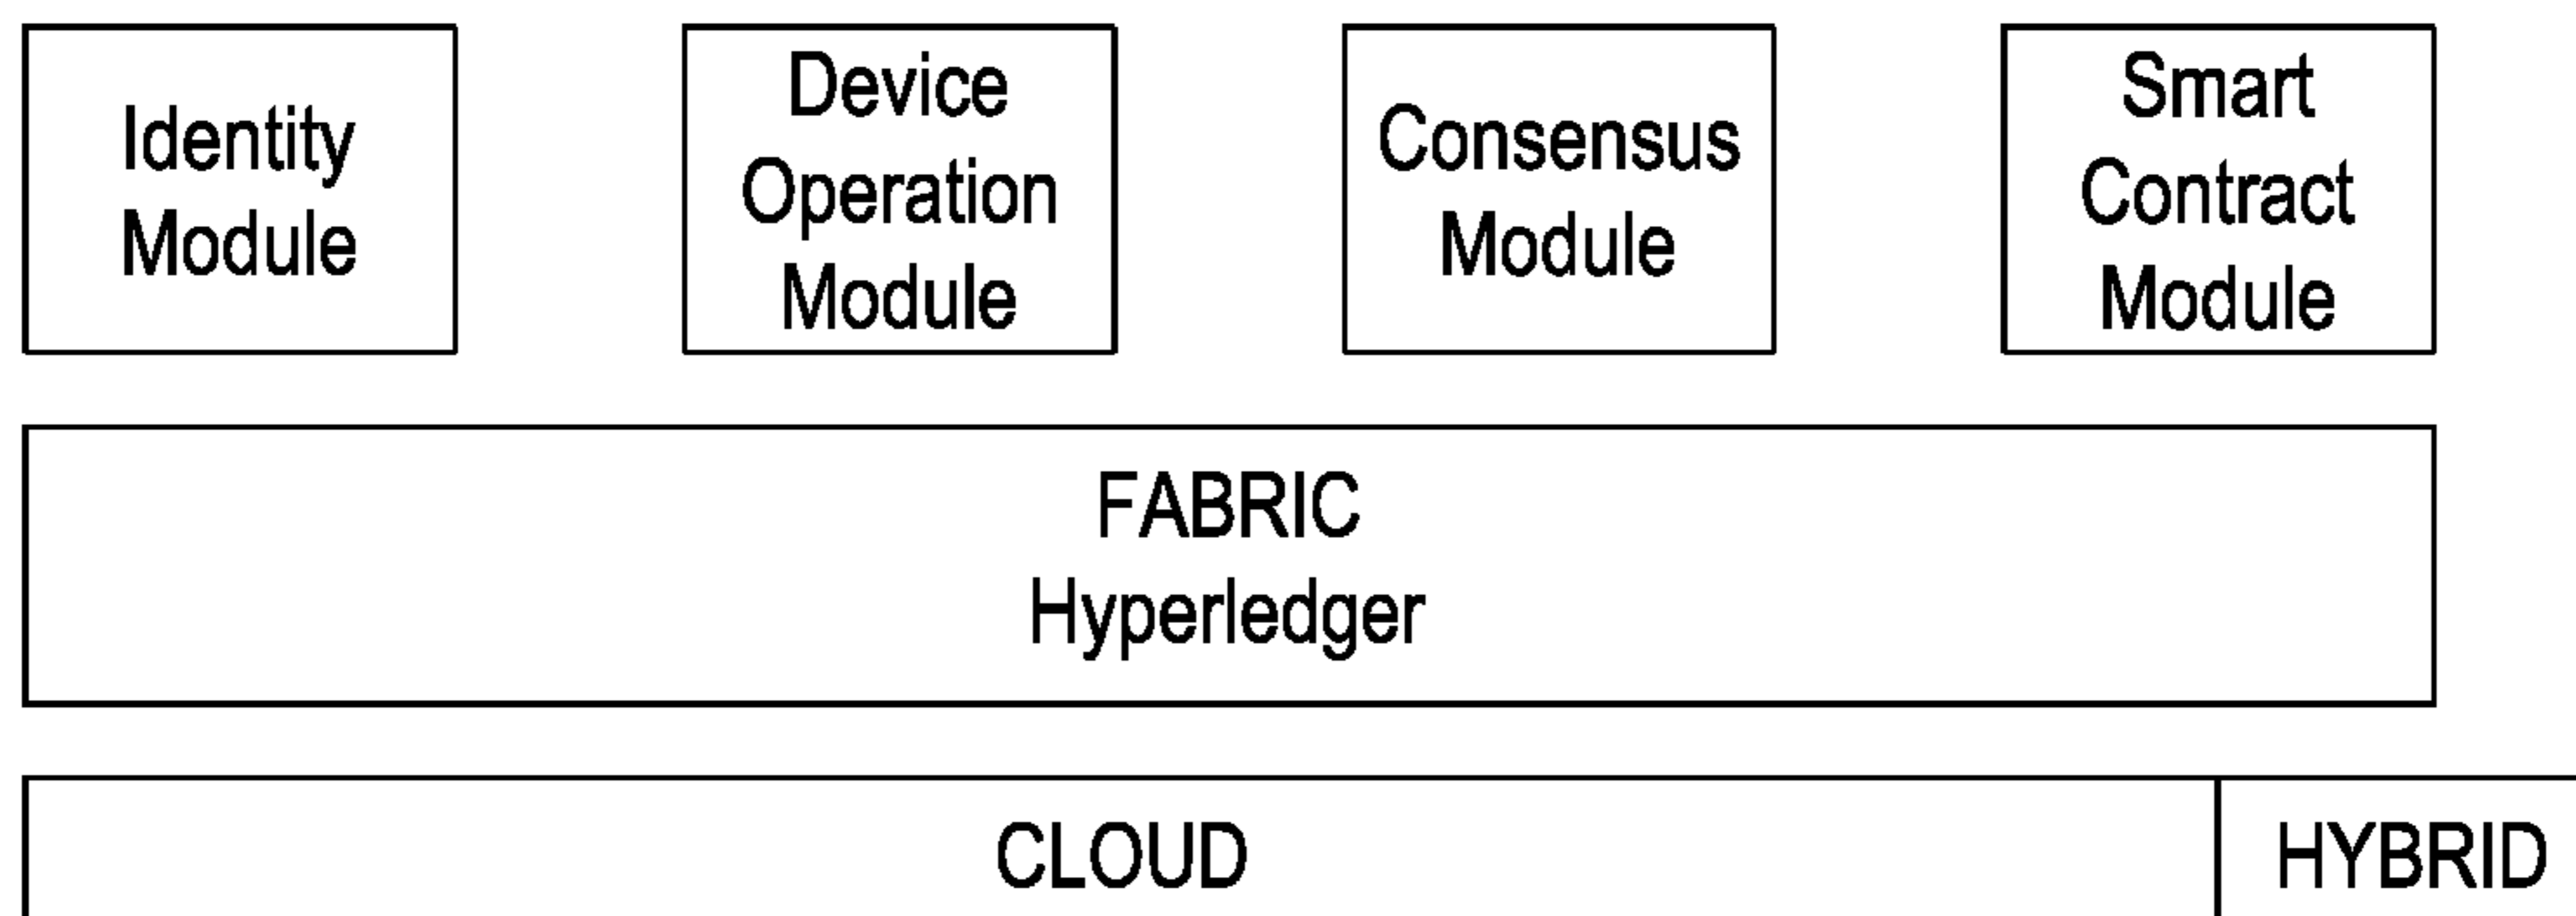 Identity
Module
Device
Operation
Module
Consensus
Module
Smart
Contract
Module
FABRIC
Hyperledger
CLOUD
HYBRID